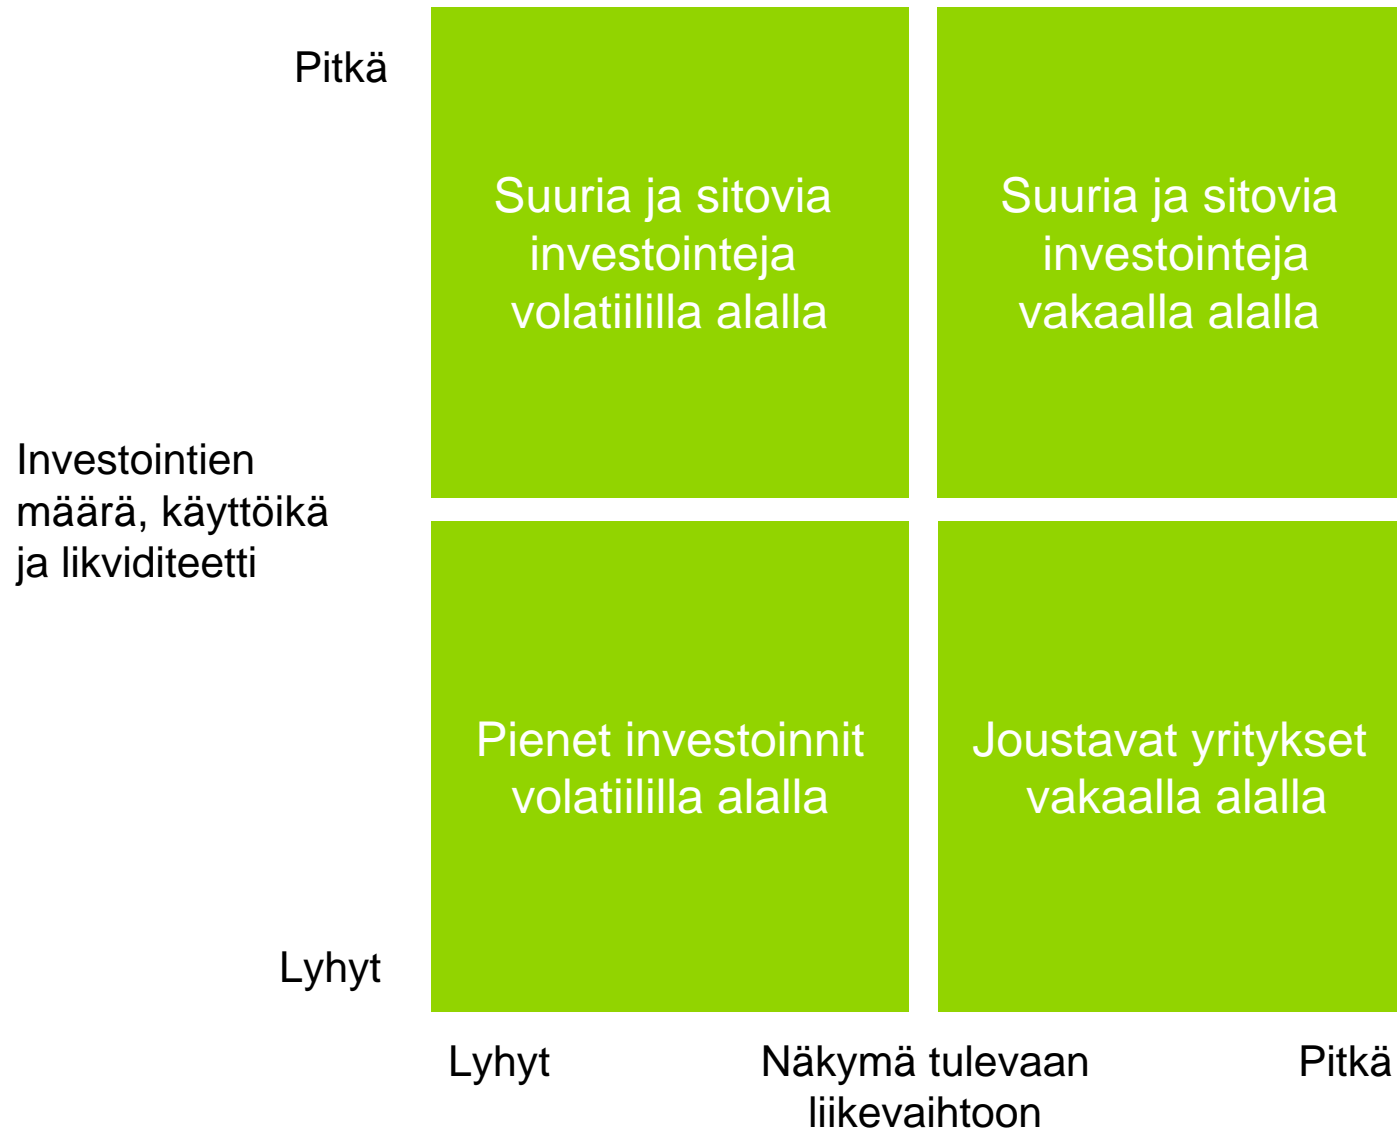 Pitkä
Suuria ja sitovia
investointeja
volatiililla alalla
Suuria ja sitovia
investointeja
vakaalla alalla
Investointien
määrä, käyttöikä
ja likviditeetti
Pienet investoinnit
volatiililla alalla
Joustavat yritykset
vakaalla alalla
Lyhyt
Lyhyt
Näkymä tulevaan
liikevaihtoon
Pitkä